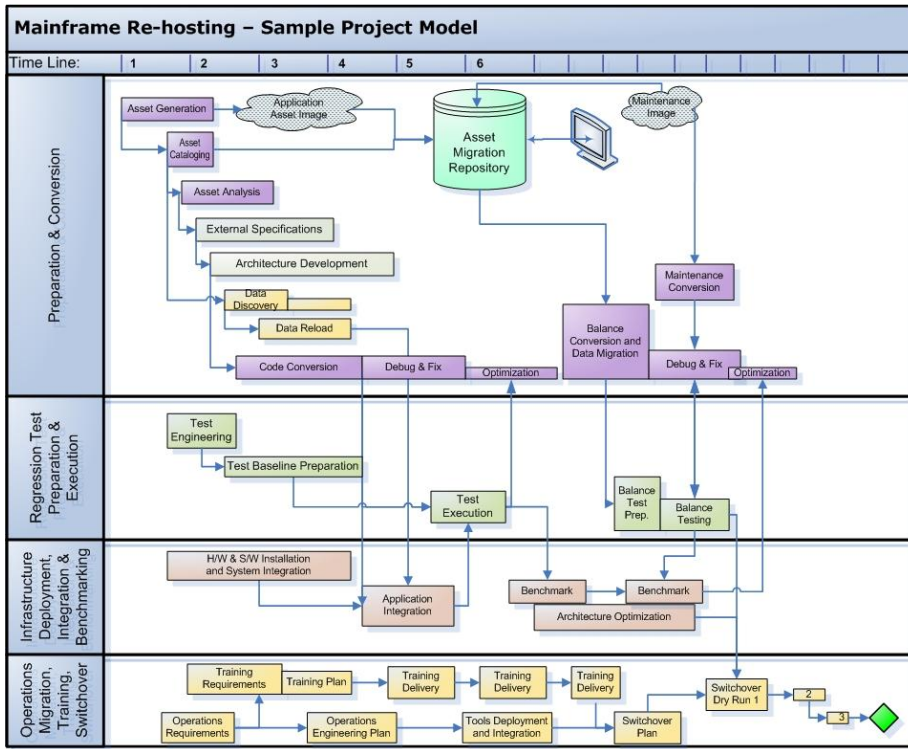 Mainframe Re-hosting – Sample Project Model
Time Line: 1 2 3 4 5 6
Preparation & Conversion
Asset Generation
Application
Asset Image
Maintenance
Image
Asset
Migration
Repository
Asset
Cataloging
Asset Analysis
External Specifications
Architecture Development
Maintenance
Conversion
Data
Discovery
Data Reload
Balance
Conversion and
Data Migration
Code Conversion
Debug & Fix
Optimization
Debug & Fix
Optimization
Regression Test
Preparation &
Execution
Test
Engineering
Test Baseline Preparation
Test
Execution
Balance
Test
Prep.
Balance
Testing
Infrastructure
Deployment,
Integration &
Benchmarking
H/W & S/W Installation
and System Integration
Application
Integration
Benchmark
Benchmark
Architecture Optimization
Operations
Migration,
Training,
Switchover
Training
Requirements
Training Plan
Training
Delivery
Training
Delivery
Training
Delivery
Switchover
Dry Run 1
2
3
Operations
Requirements
Operations
Engineering Plan
Tools Deployment
and Integration
Switchover
Plan